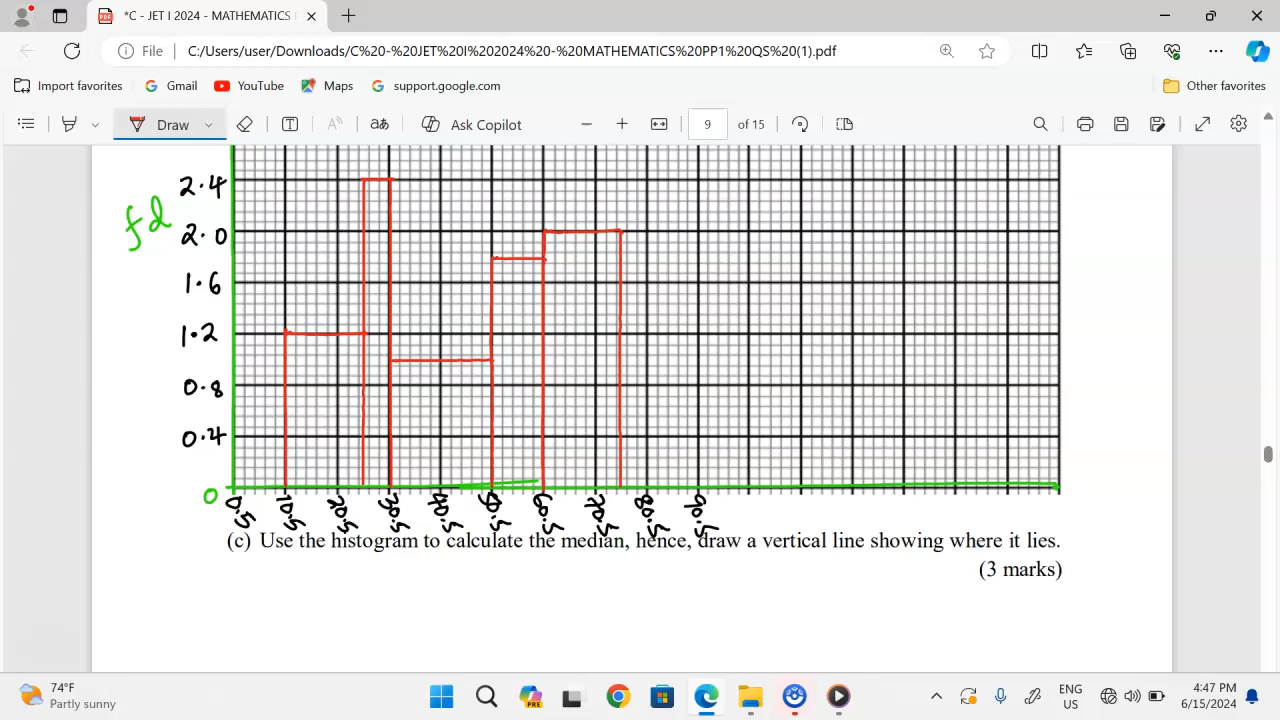 *C - JET I 2024 - MATHEMATICS
File
C:/Users/user/Downloads/C%20-%20JET%20I%202024%20-%20MATHEMATICS%20PP1%20QS%20(1).pdf
Import favorites
Gmail
YouTube
Maps
support.google.com
Other favorites
Draw
Ask Copilot
9
of 15
fd
2.4
2.0
1.6
1.2
0.8
0.4
0
0.5 10.5 20.5 30.5 40.5 50.5 60.5 70.5 80.5 90.5
(c) Use the histogram to calculate the median, hence, draw a vertical line showing where it lies.
(3 marks)
74°F
Partly sunny
PRE
ENG
US
4:47 PM
6/15/2024